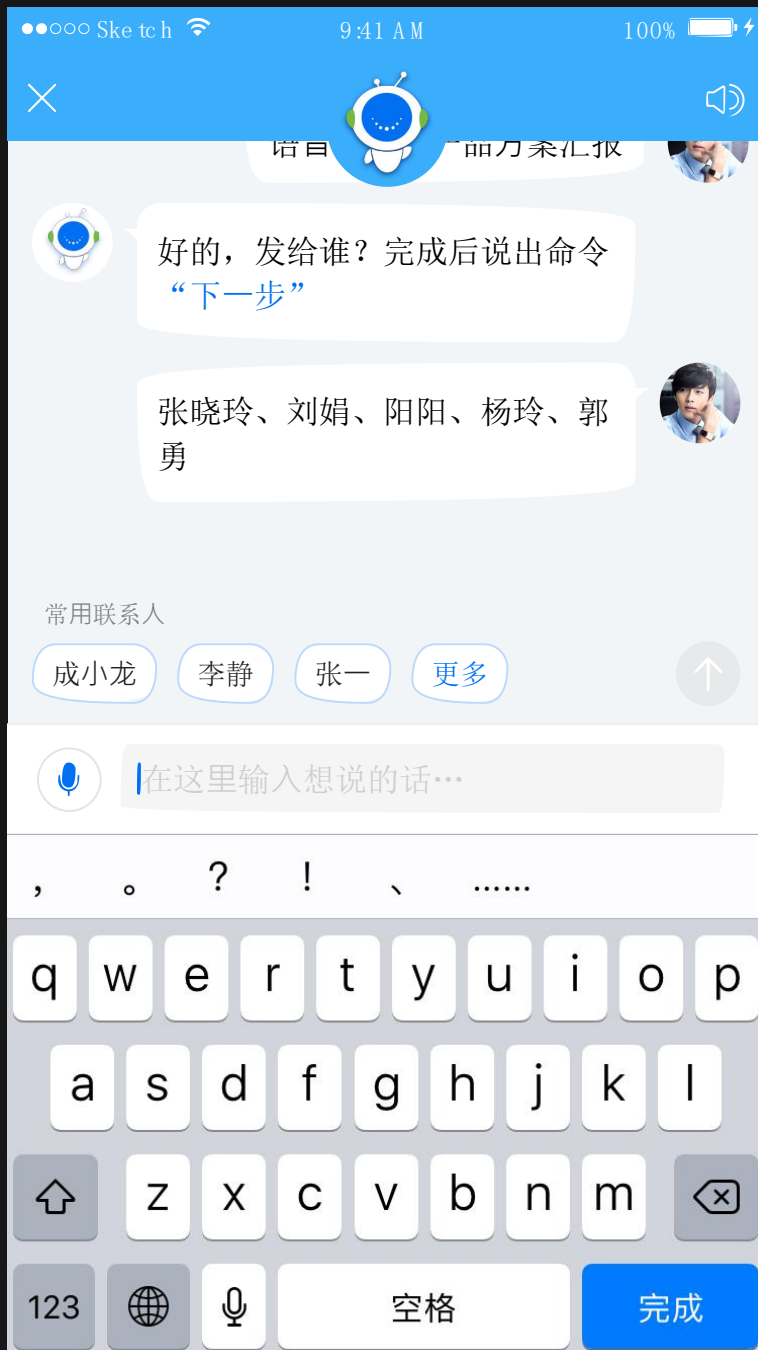 Sketch 9:41 AM 100%
语音 品方案汇报
好的，发给谁？完成后说出命令
“下一步”
张晓玲、刘娟、阳阳、杨玲、郭
勇
常用联系人
成小龙 李静 张一 更多
在这里输入想说的话…
， 。 ? ! 、 ......
q w e r t y u i o p
a s d f g h j k l
z x c v b n m
123 空格 完成